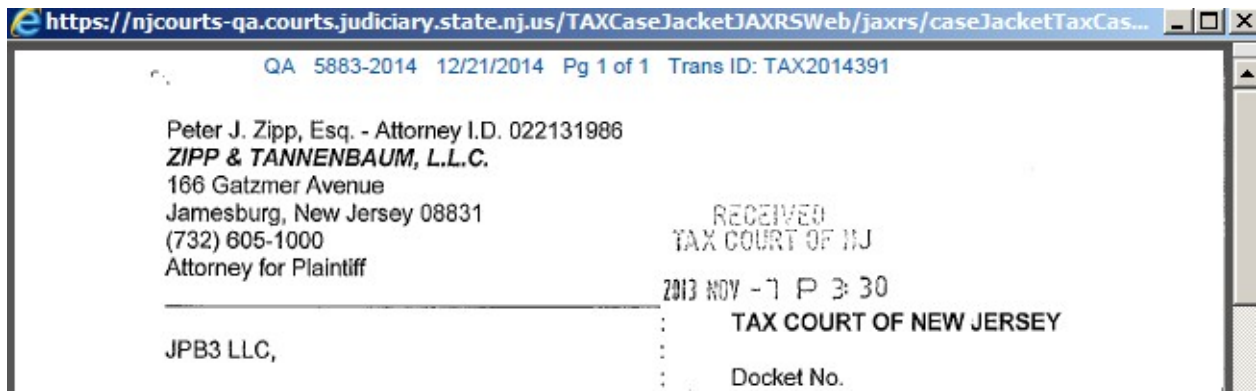 https://njcourts-qa.courts.judiciary.state.nj.us/TAXCaseJacketJAXRSWeb/jaxrs/caseJacketTaxCas...
QA 5883-2014 12/21/2014 Pg 1 of 1 Trans ID: TAX2014391
Peter J. Zipp, Esq. - Attorney I.D. 022131986
ZIPP & TANNENBAUM, L.L.C.
166 Gatzmer Avenue
Jamesburg, New Jersey 08831
(732) 605-1000
Attorney for Plaintiff
RECEIVED
TAX COURT OF NJ
2013 NOV -7 P 3:30
: TAX COURT OF NEW JERSEY
JPB3 LLC, :
: Docket No.